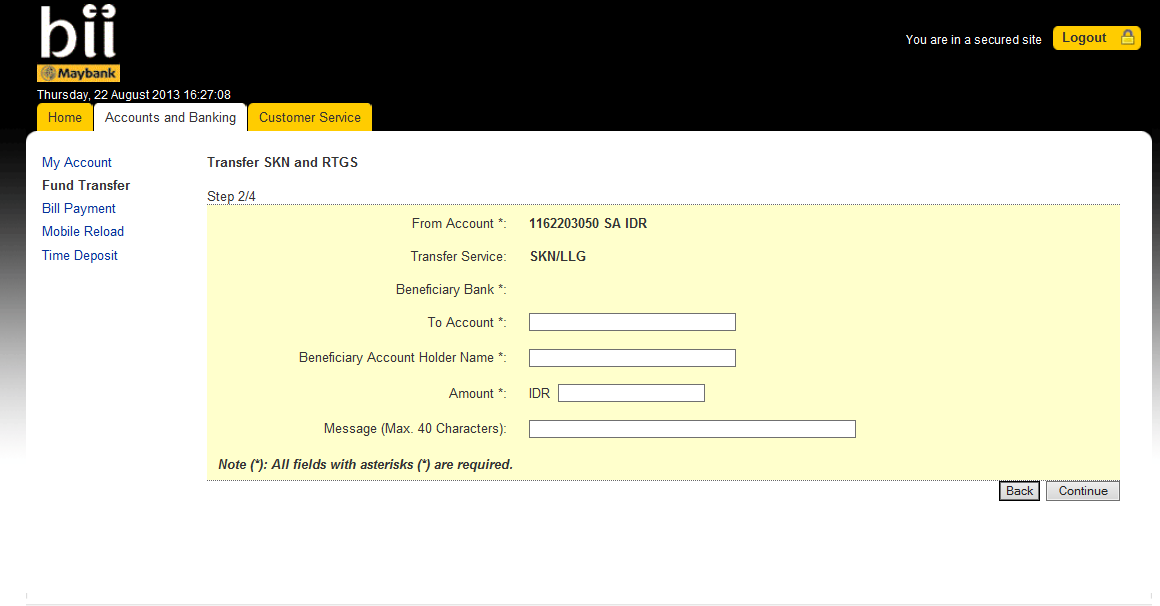 bii
Maybank
You are in a secured site Logout
Thursday, 22 August 2013 16:27:08
Home Accounts and Banking Customer Service
My Account
Fund Transfer
Bill Payment
Mobile Reload
Time Deposit
Transfer SKN and RTGS
Step 2/4
From Account *: 1162203050 SA IDR
Transfer Service: SKN/LLG
Beneficiary Bank *:
To Account *:
Beneficiary Account Holder Name *:
Amount *: IDR
Message (Max. 40 Characters):
Note (*): All fields with asterisks (*) are required.
Back Continue